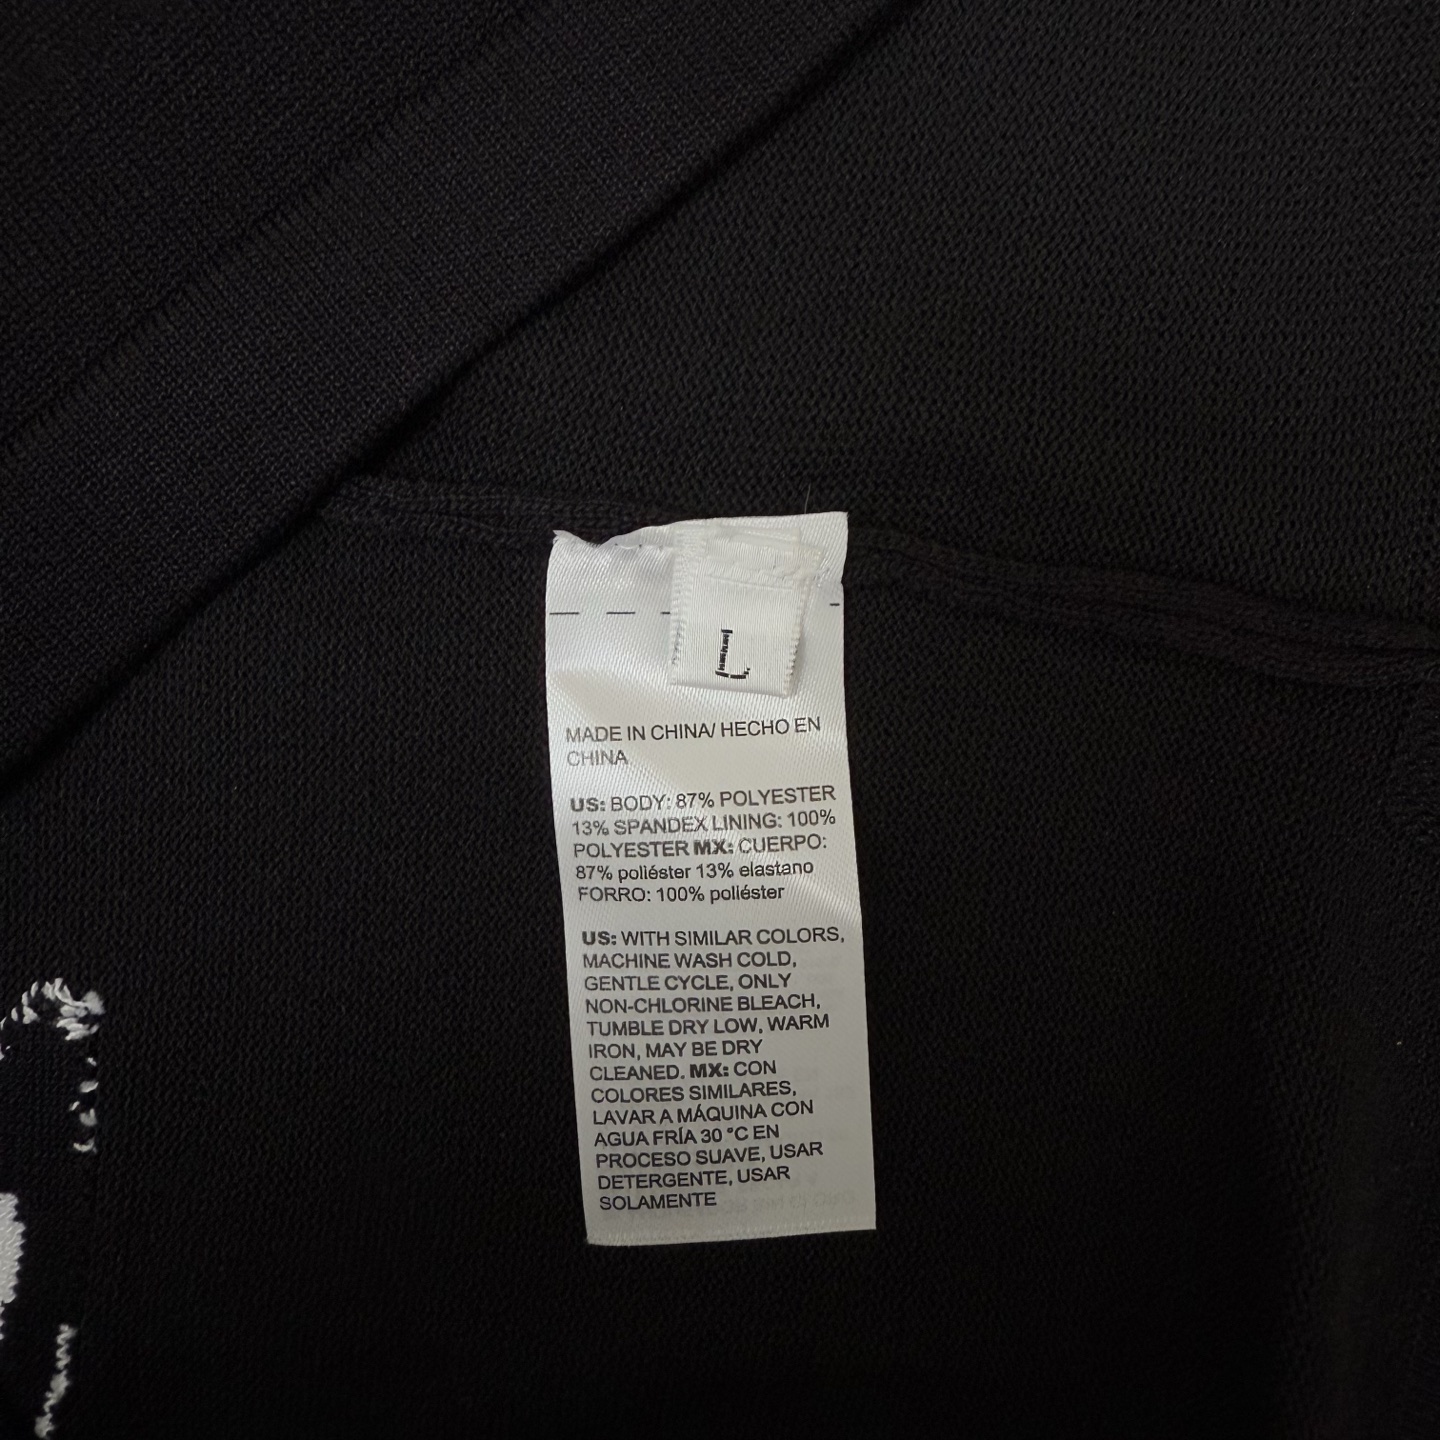 L
MADE IN CHINA/ HECHO EN
CHINA
US: BODY: 87% POLYESTER
13% SPANDEX LINING: 100%
POLYESTER MX: CUERPO:
87% poliéster 13% elastano
FORRO: 100% poliéster
US: WITH SIMILAR COLORS,
MACHINE WASH COLD,
GENTLE CYCLE, ONLY
NON-CHLORINE BLEACH,
TUMBLE DRY LOW, WARM
IRON, MAY BE DRY
CLEANED. MX: CON
COLORES SIMILARES,
LAVAR A MÁQUINA CON
AGUA FRÍA 30 °C EN
PROCESO SUAVE, USAR
DETERGENTE, USAR
SOLAMENTE